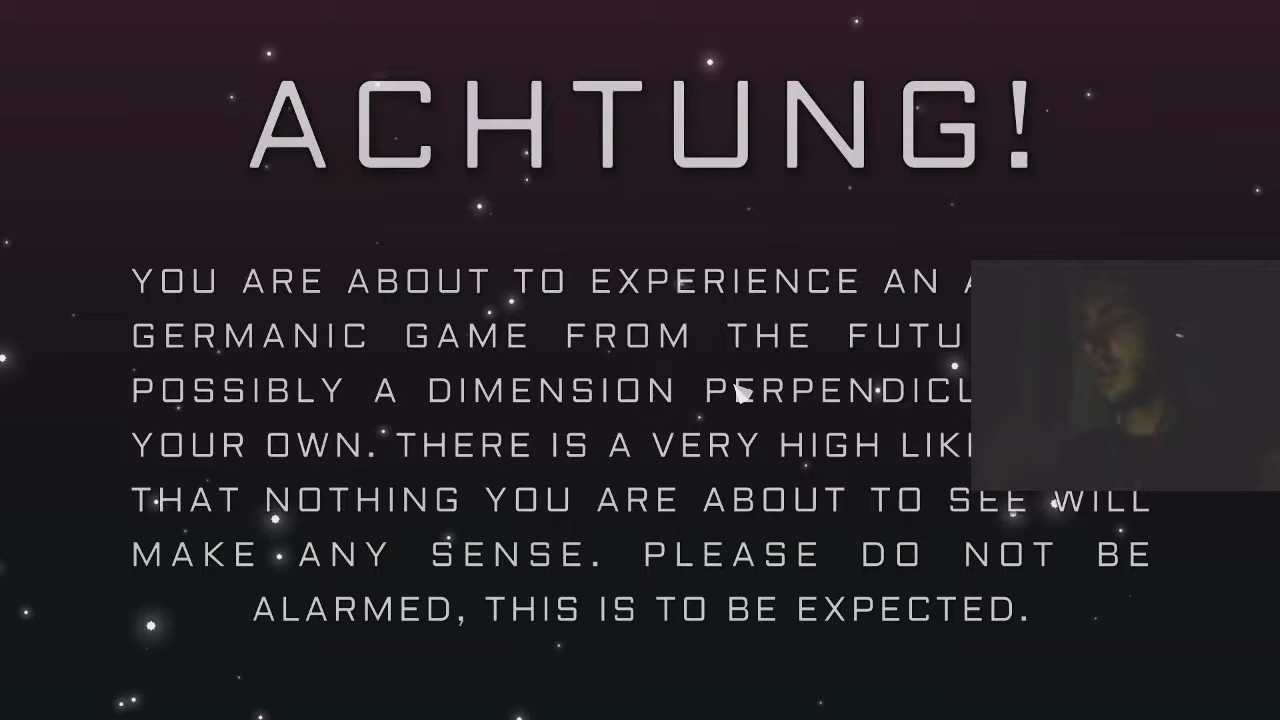 ACHTUNG!
YOU ARE ABOUT TO EXPERIENCE AN
GERMANIC GAME FROM THE
POSSIBLY A DIMENSION
YOUR OWN. THERE IS A VERY HIGH
THAT NOTHING YOU ARE ABOUT TO SEE WILL
MAKE ANY SENSE. PLEASE DO NOT BE
ALARMED, THIS IS TO BE EXPECTED.